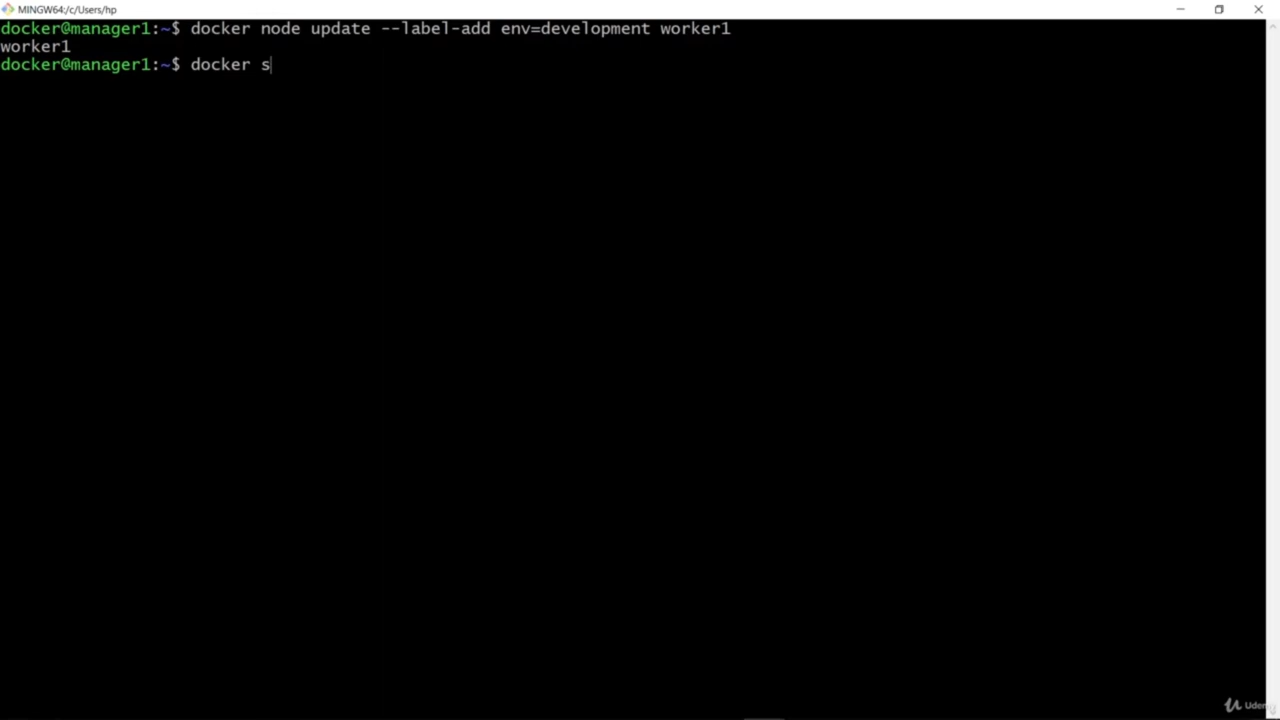 MINGW64:/c/Users/hp
docker@manager1:~$ docker node update --label-add env=development worker1
worker1
docker@manager1:~$ docker s